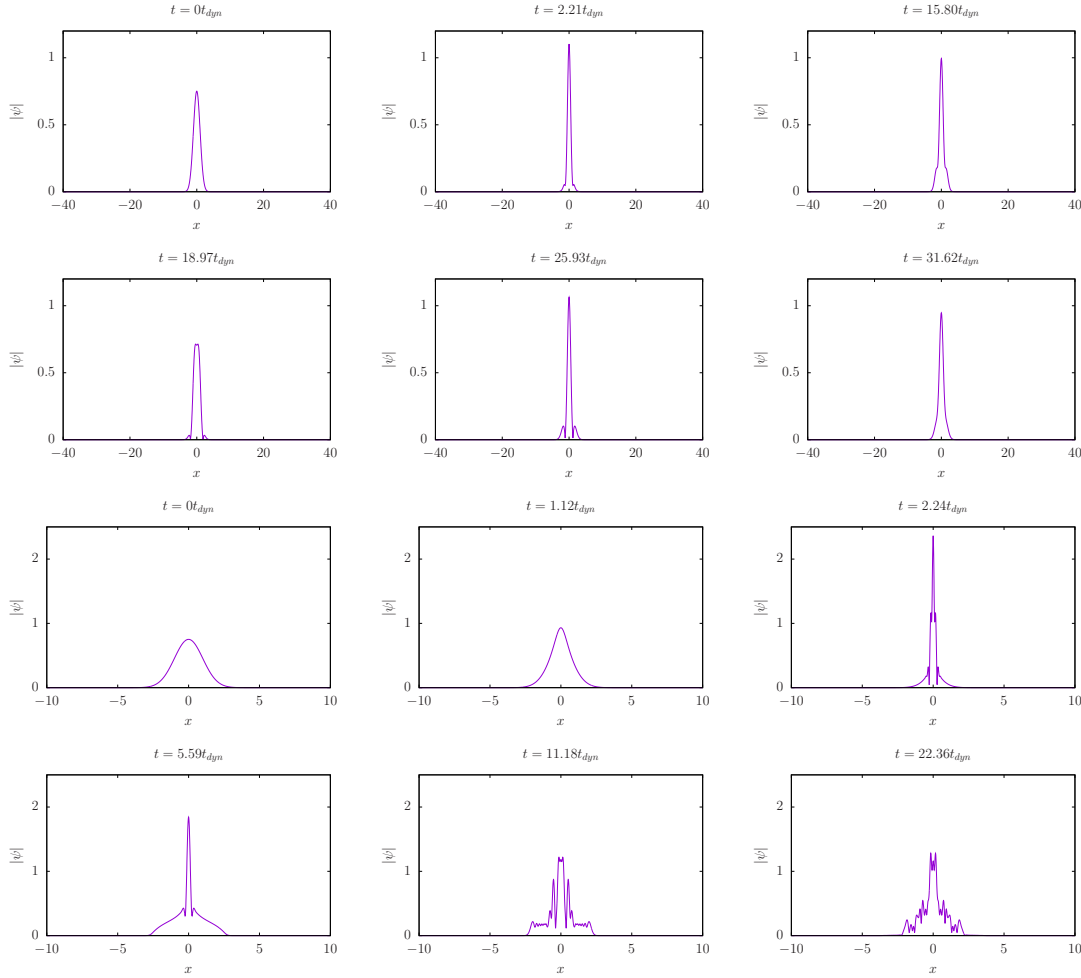 t = 0t_{dyn}
|ψ|
1
0.5
0
−40 −20 0 20 40
x
t = 2.21t_{dyn}
|ψ|
1
0.5
0
−40 −20 0 20 40
x
t = 15.80t_{dyn}
|ψ|
1
0.5
0
−40 −20 0 20 40
x
t = 18.97t_{dyn}
|ψ|
1
0.5
0
−40 −20 0 20 40
x
t = 25.93t_{dyn}
|ψ|
1
0.5
0
−40 −20 0 20 40
x
t = 31.62t_{dyn}
|ψ|
1
0.5
0
−40 −20 0 20 40
x
t = 0t_{dyn}
|ψ|
2
1
0
−10 −5 0 5 10
x
t = 1.12t_{dyn}
|ψ|
2
1
0
−10 −5 0 5 10
x
t = 2.24t_{dyn}
|ψ|
2
1
0
−10 −5 0 5 10
x
t = 5.59t_{dyn}
|ψ|
2
1
0
−10 −5 0 5 10
x
t = 11.18t_{dyn}
|ψ|
2
1
0
−10 −5 0 5 10
x
t = 22.36t_{dyn}
|ψ|
2
1
0
−10 −5 0 5 10
x